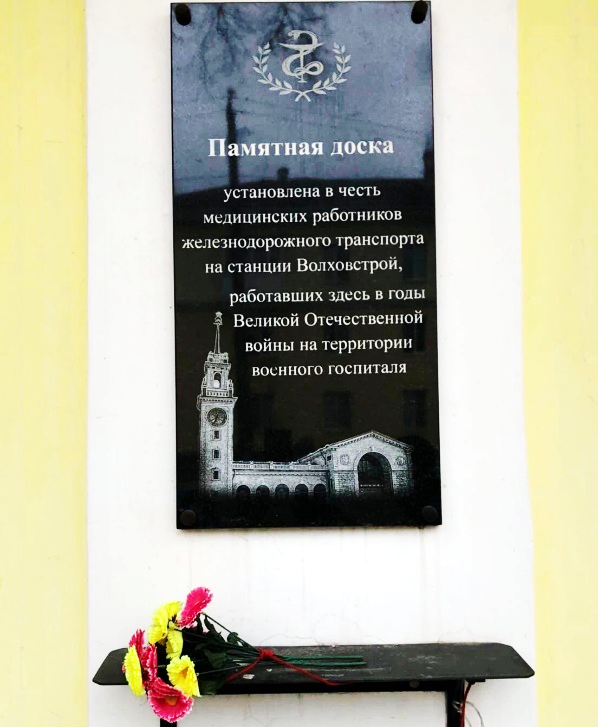 Памятная доска
установлена в честь
медицинских работников
железнодорожного транспорта
на станции Волховстрой,
работавших здесь в годы
Великой Отечественной
войны на территории
военного госпиталя